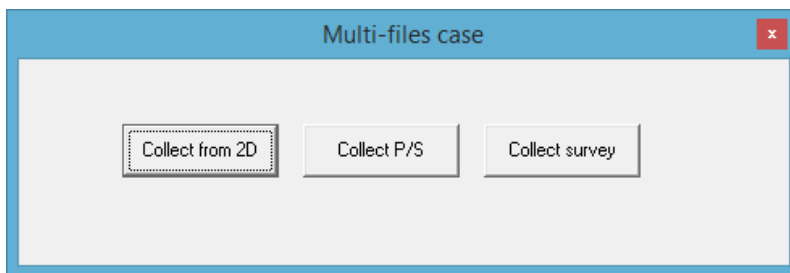 Multi-files case
x
Collect from 2D
Collect P/S
Collect survey